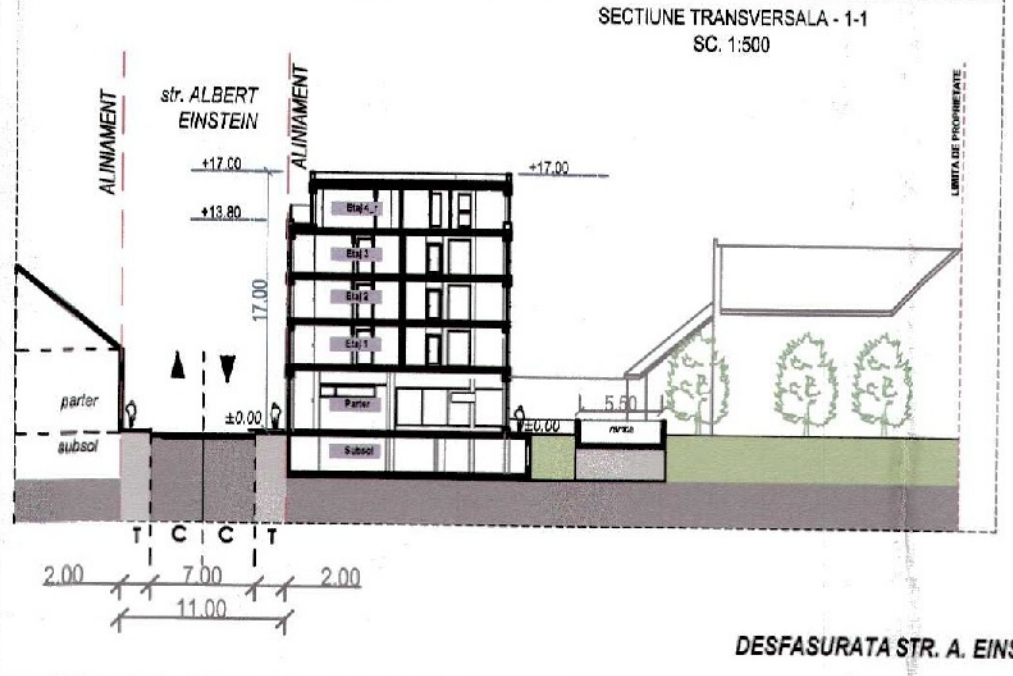 SECTIUNE TRANSVERSALA - 1-1
SC. 1:500
ALINIAMENT
str. ALBERT
EINSTEIN
ALINIAMENT
LIMITA DE PROPRIETATE
+17.00
+17.00
+13.80
17.00
Etaj 3
Etaj 2
Etaj 1
Parter
Subsol
parter
subsol
±0.00
±0.00
5.50
T C C T
2.00 7.00 2.00
11.00
DESFASURATA STR. A. EINS